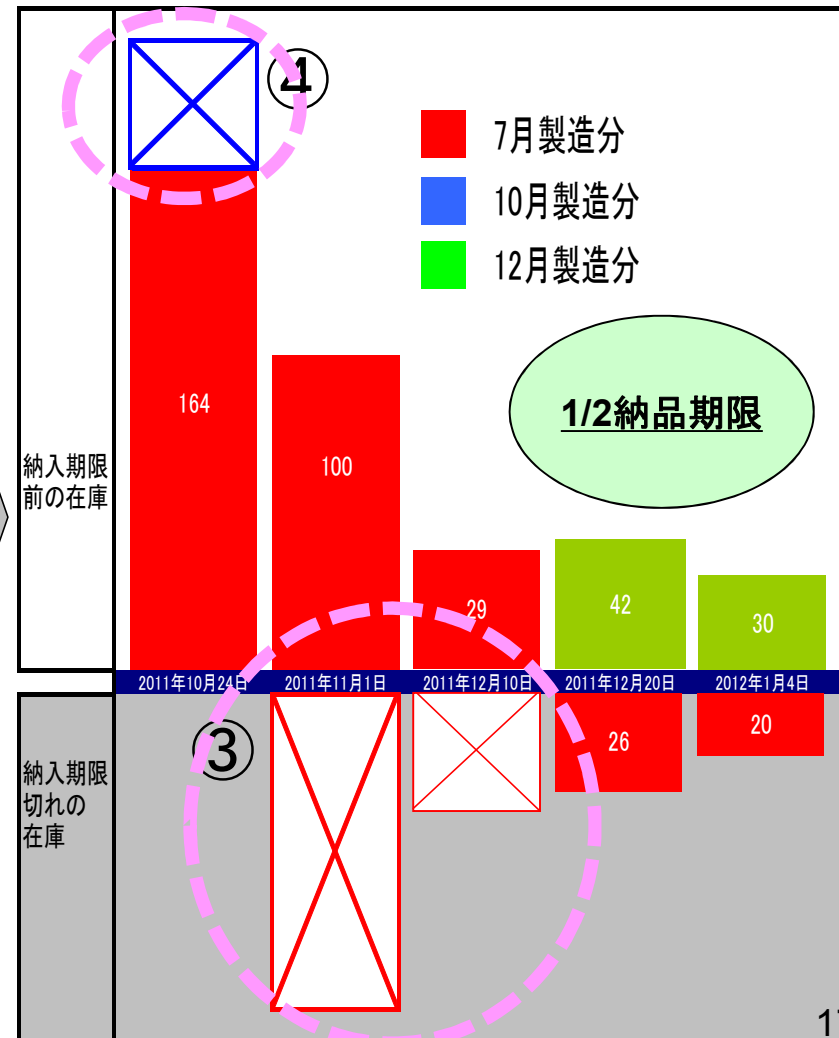 ④
7月製造分
10月製造分
12月製造分
1/2納品期限
164
100
29
42
30
納入期限
前の在庫
2011年10月24日
2011年11月1日
2011年12月10日
2011年12月20日
2012年1月4日
③
26
20
納入期限
切れの
在庫
17